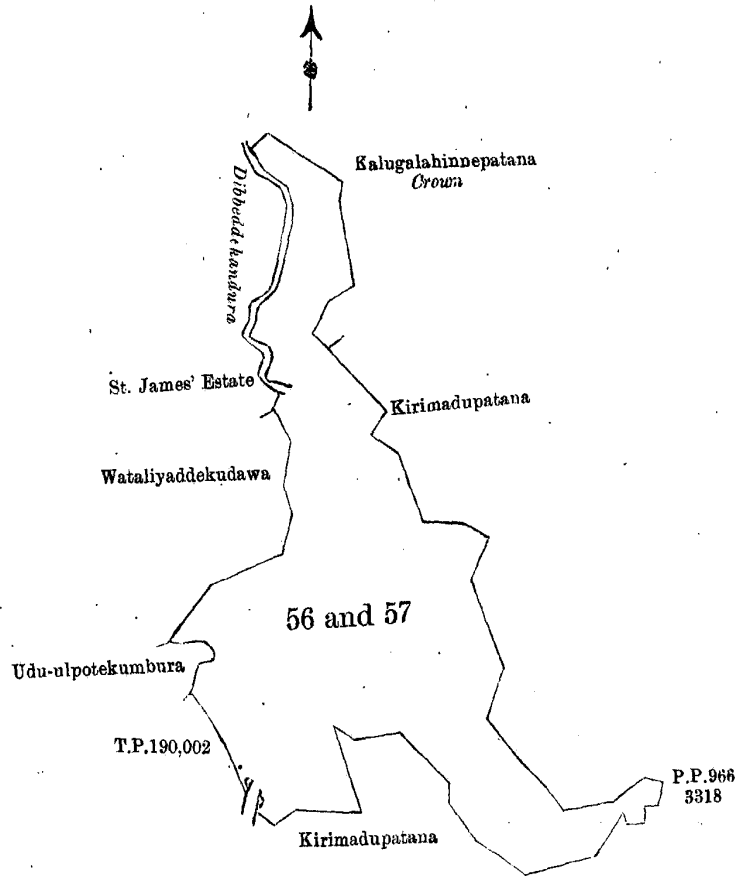 Kalugalahinnepatana
Crown
Dibbeddekandura
St. James' Estate
Kirimadupatana
Wataliyaddekudawa
56 and 57
Udu-ulpotekumbura
T.P.190,002
P.P.966
3318
Kirimadupatana